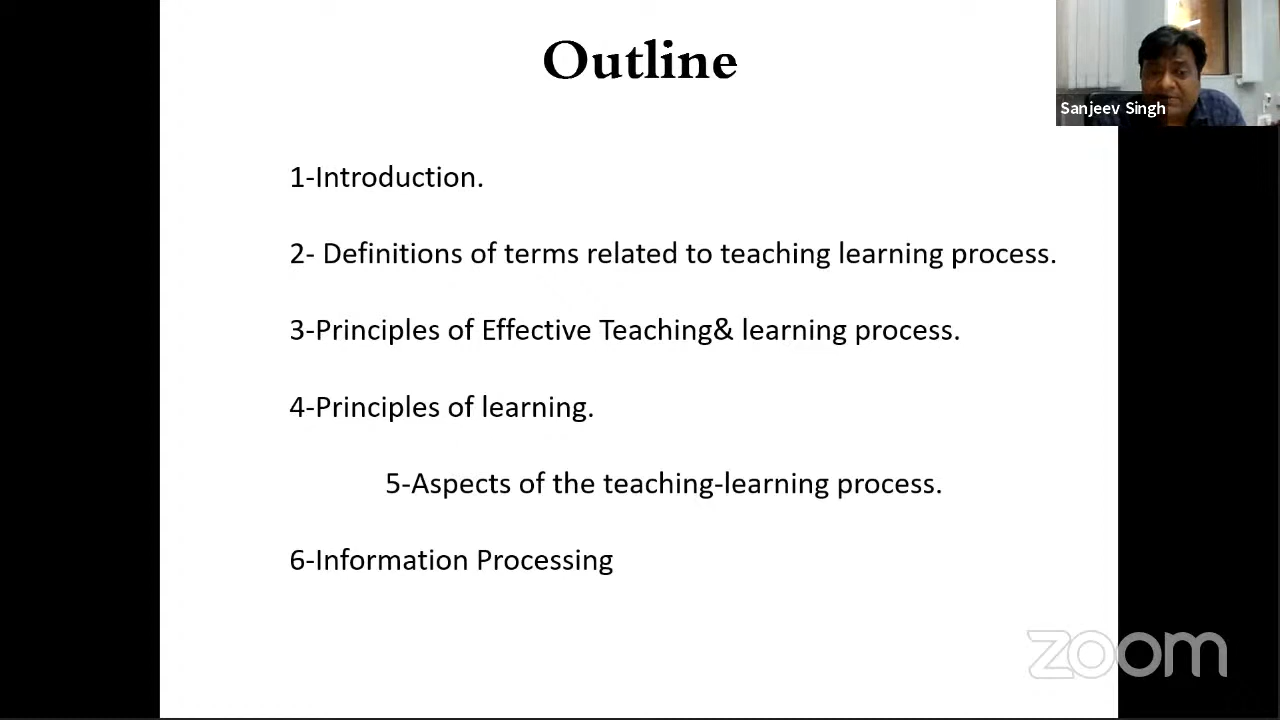 Outline
Sanjeev Singh
1-Introduction.
2- Definitions of terms related to teaching learning process.
3-Principles of Effective Teaching& learning process.
4-Principles of learning.
5-Aspects of the teaching-learning process.
6-Information Processing
zoom